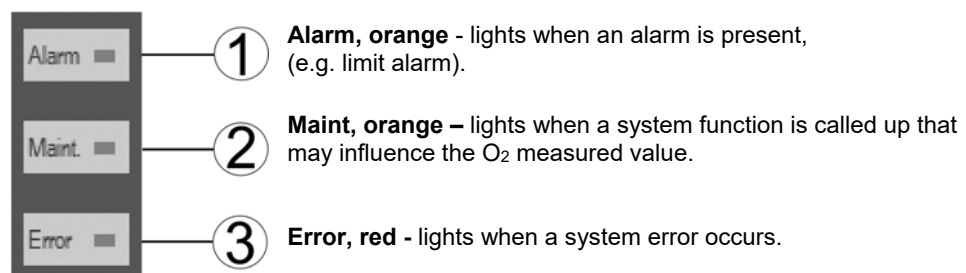 Alarm
1
Alarm, orange - lights when an alarm is present,
(e.g. limit alarm).
Maint.
2
Maint, orange – lights when a system function is called up that
may influence the O₂ measured value.
Error
3
Error, red - lights when a system error occurs.